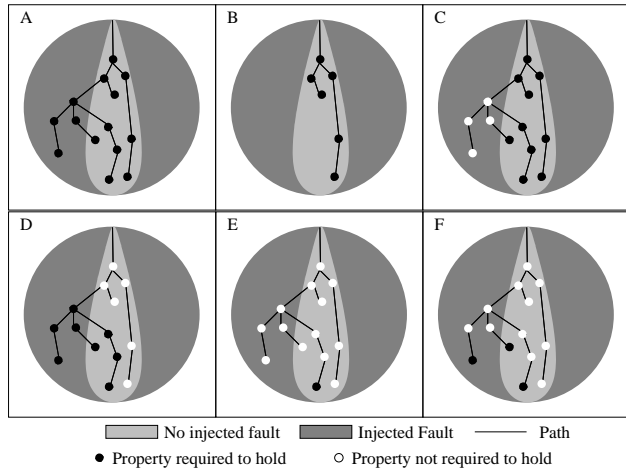 A B C
D E F
No injected fault Injected Fault Path
Property required to hold Property not required to hold